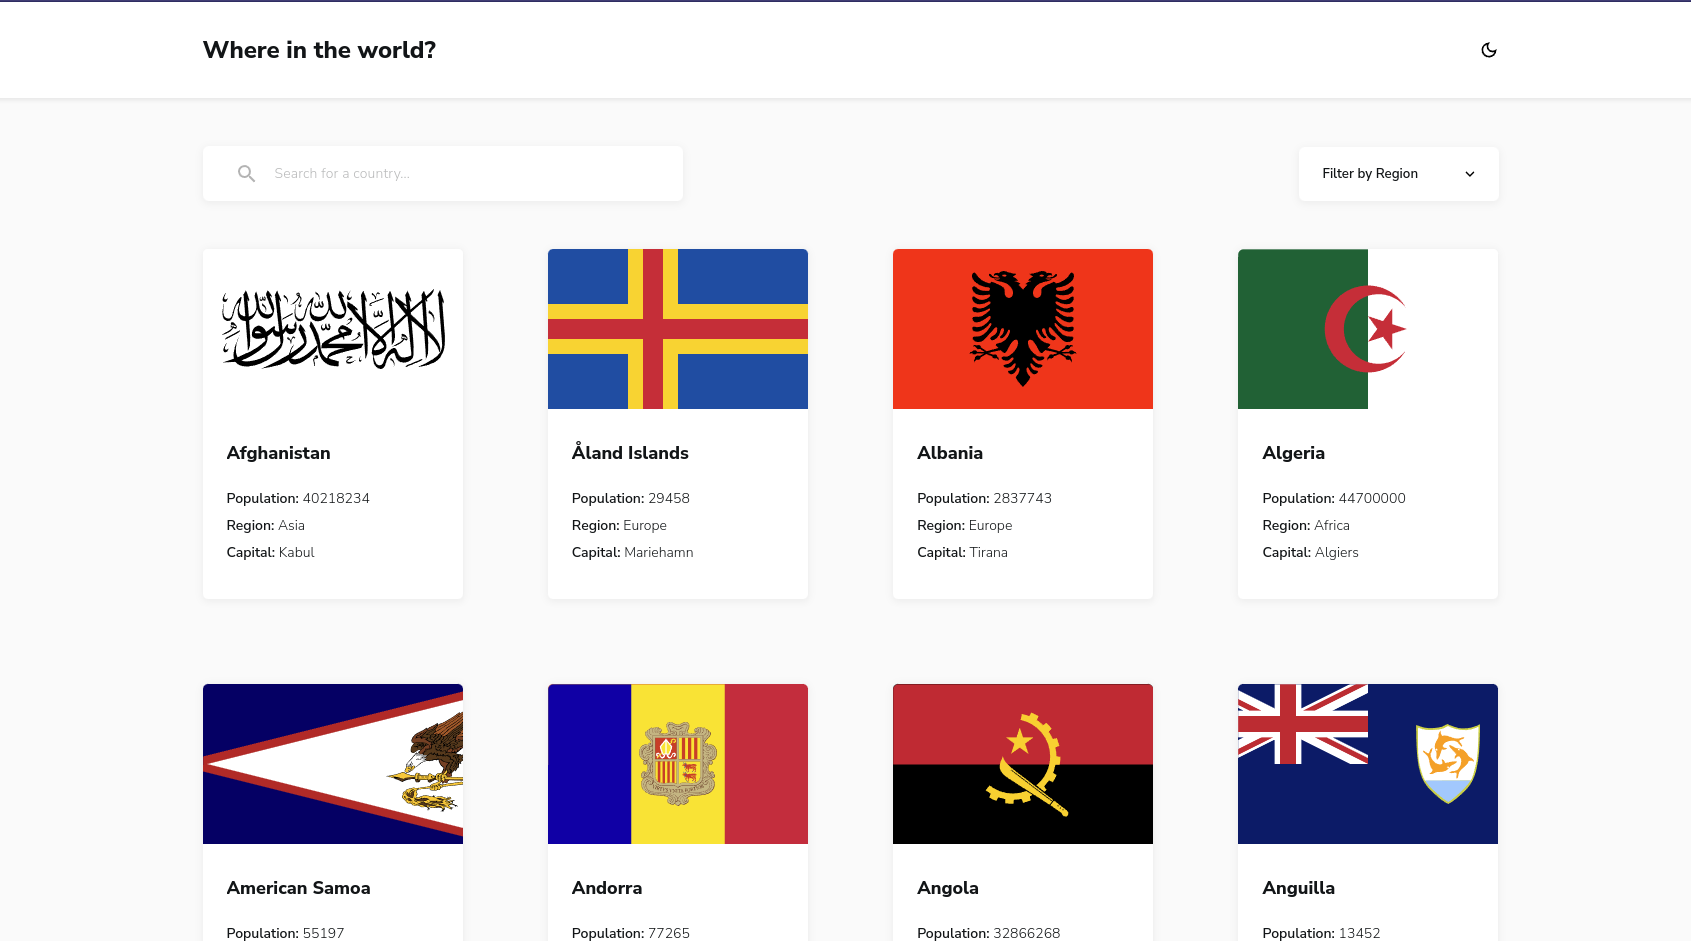 Where in the world?
Search for a country...
Filter by Region
لا اله الا الله محمد رسول الله
Afghanistan
Population: 40218234
Region: Asia
Capital: Kabul
Åland Islands
Population: 29458
Region: Europe
Capital: Mariehamn
Albania
Population: 2837743
Region: Europe
Capital: Tirana
Algeria
Population: 44700000
Region: Africa
Capital: Algiers
American Samoa
Population: 55197
Andorra
Population: 77265
Angola
Population: 32866268
Anguilla
Population: 13452